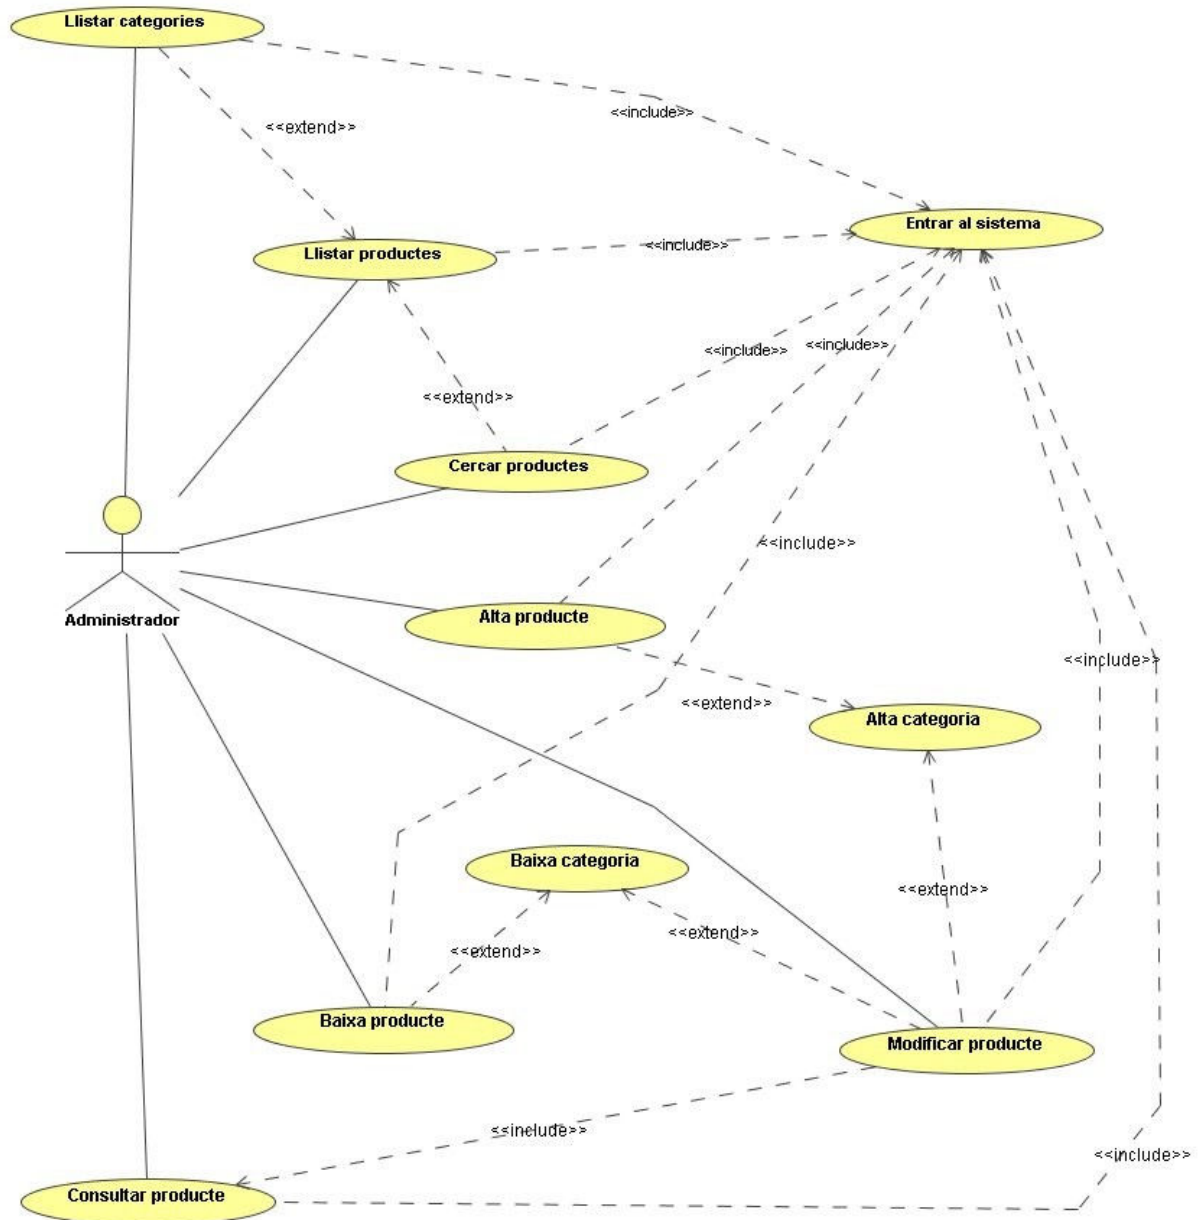 Llistar categories
<<include>>
<<extend>>
Entrar al sistema
Llistar productes
<<include>>
<<include>>
<<include>>
<<extend>>
Cercar productes
<<include>>
Alta producte
Administrador
<<include>>
<<extend>>
Alta categoria
Baixa categoria
<<extend>>
<<extend>>
<<extend>>
Baixa producte
Modificar producte
<<include>>
<<include>>
Consultar producte